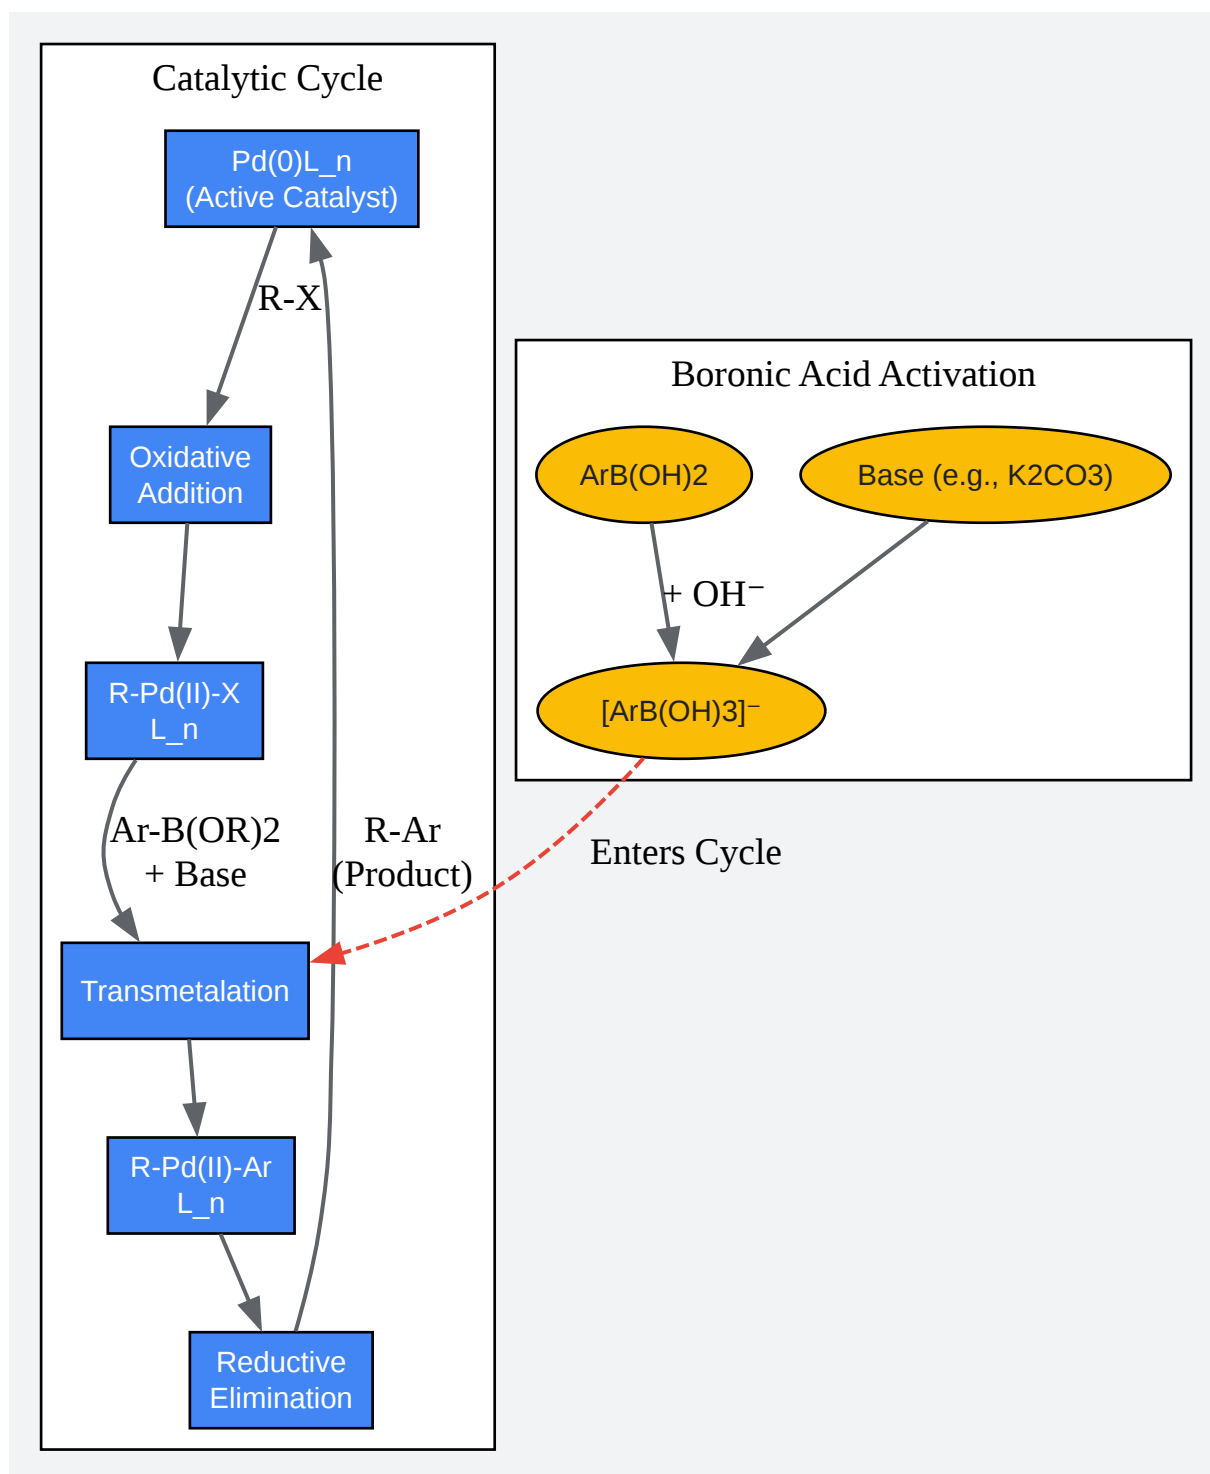 Catalytic Cycle
Pd(0)L_n
(Active Catalyst)
R-X
Oxidative
Addition
R-Pd(II)-X
L_n
Ar-B(OR)2
+ Base
R-Ar
(Product)
Transmetalation
R-Pd(II)-Ar
L_n
Reductive
Elimination
Boronic Acid Activation
ArB(OH)2
Base (e.g., K2CO3)
+ OH⁻
[ArB(OH)3]⁻
Enters Cycle